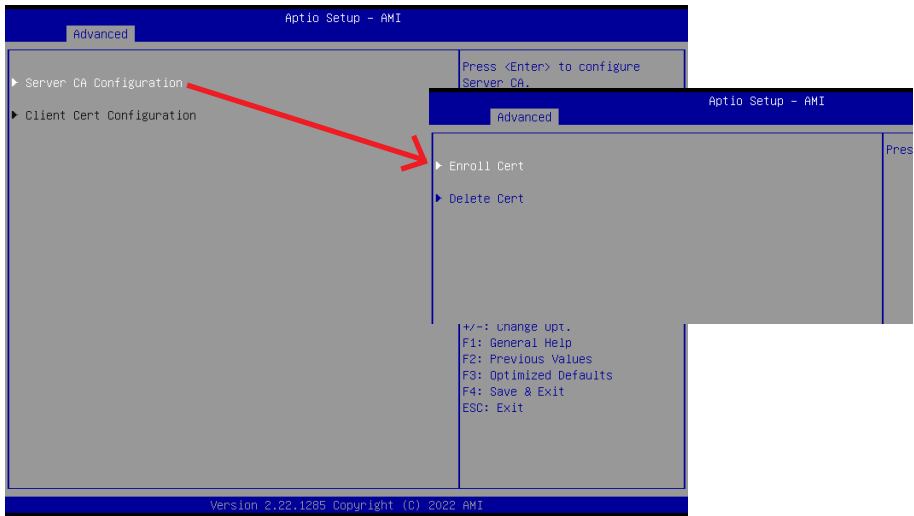 Aptio Setup – AMI
Advanced
Server CA Configuration
Client Cert Configuration
Press <Enter> to configure
Server CA.
Aptio Setup – AMI
Advanced
Enroll Cert
Delete Cert
+/-: Change Opt.
F1: General Help
F2: Previous Values
F3: Optimized Defaults
F4: Save & Exit
ESC: Exit
Version 2.22.1285 Copyright (C) 2022 AMI